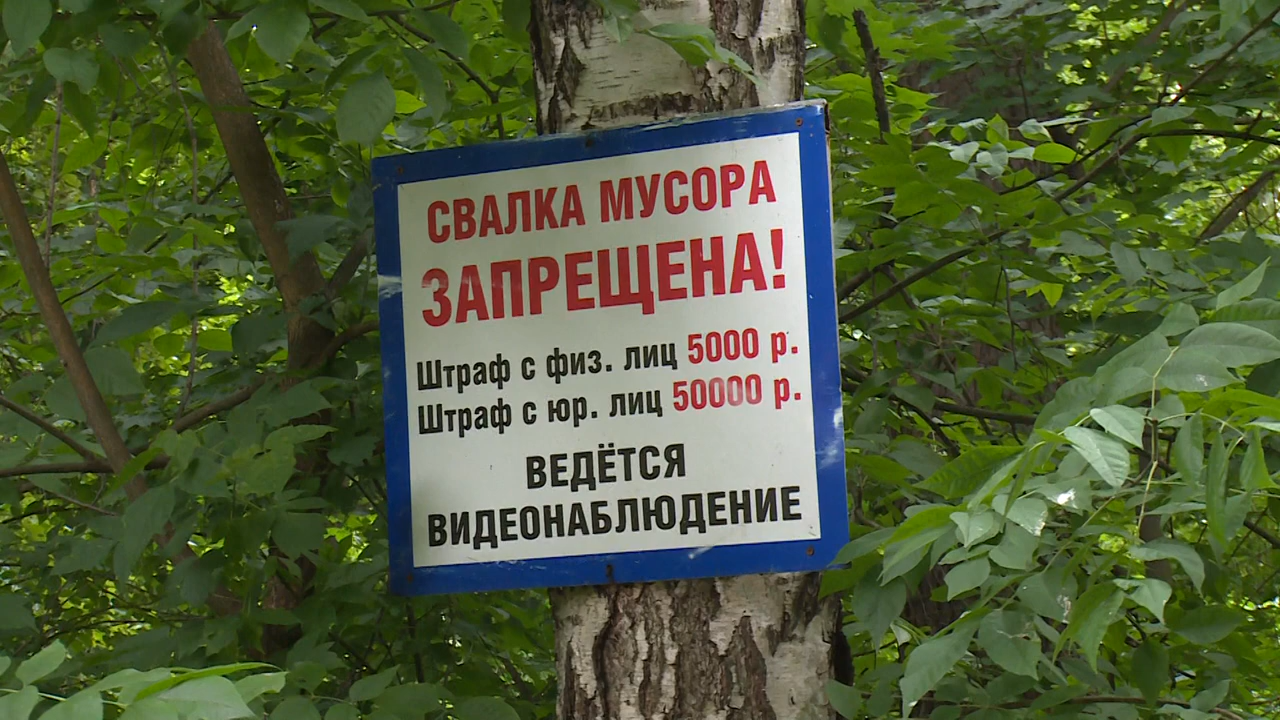 СВАЛКА МУСОРА
ЗАПРЕЩЕНА!
Штраф с физ. лиц 5000 р.
Штраф с юр. лиц 50000 р.
ВЕДЁТСЯ
ВИДЕОНАБЛЮДЕНИЕ